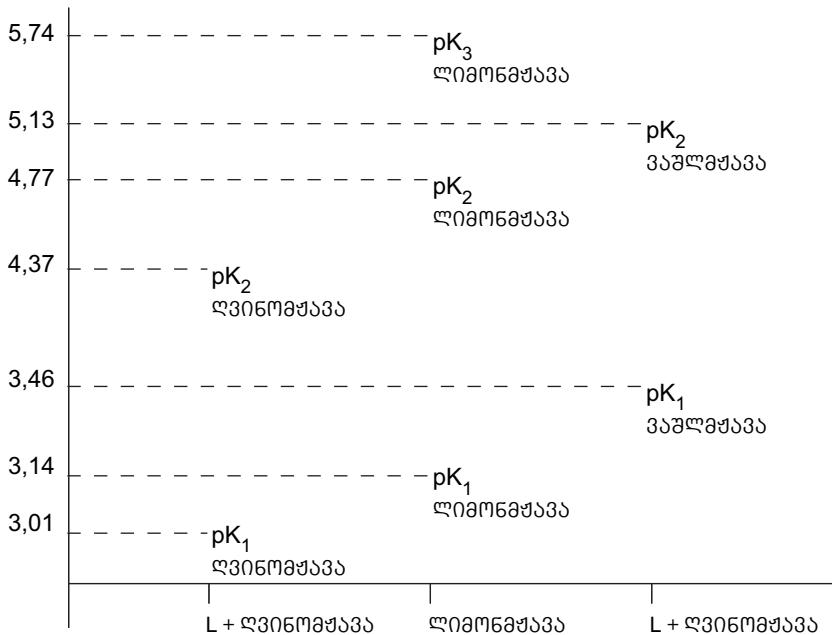 5,74
pK3
ლიმონმჟავა
5,13
pK2
ვაშლმჟავა
4,77
pK2
ლიმონმჟავა
4,37
pK2
ღვინომჟავა
3,46
pK1
ვაშლმჟავა
3,14
pK1
ლიმონმჟავა
3,01
pK1
ღვინომჟავა
L + ღვინომჟავა ლიმონმჟავა L + ღვინომჟავა